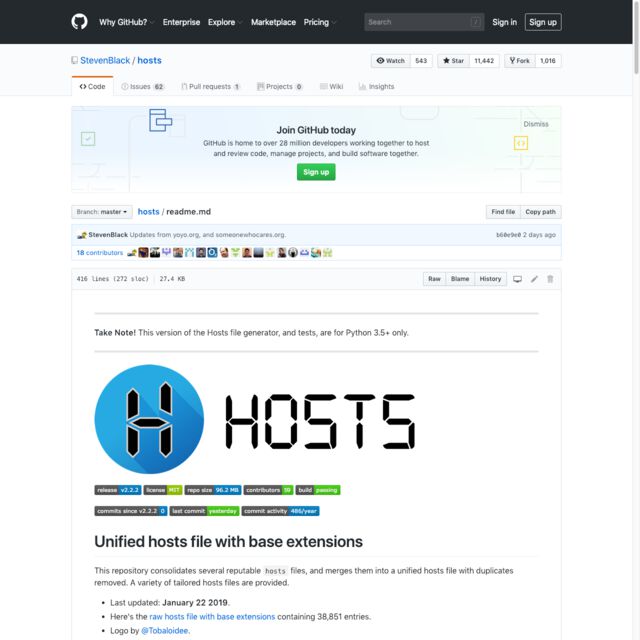 Why GitHub? Enterprise Explore Marketplace Pricing Search / Sign in Sign up
StevenBlack / hosts
Watch 543 Star 11,442 Fork 1,016
Code Issues 62 Pull requests 1 Projects 0 Wiki Insights
Dismiss
Join GitHub today
GitHub is home to over 28 million developers working together to host
and review code, manage projects, and build software together.
Sign up
Branch: master hosts / readme.md Find file Copy path
StevenBlack Updates from yoyo.org, and someonewhocares.org. b60e9e0 2 days ago
18 contributors
416 lines (272 sloc) 27.4 KB Raw Blame History
Take Note! This version of the Hosts file generator, and tests, are for Python 3.5+ only.
H HOSTS
release v2.2.2 license MIT repo size 96.2 MB contributors 59 build passing
commits since v2.2.2 0 last commit yesterday commit activity 486/year
Unified hosts file with base extensions
This repository consolidates several reputable hosts files, and merges them into a unified hosts file with duplicates
removed. A variety of tailored hosts files are provided.
• Last updated: January 22 2019.
• Here's the raw hosts file with base extensions containing 38,851 entries.
• Logo by @Tobaloidee.